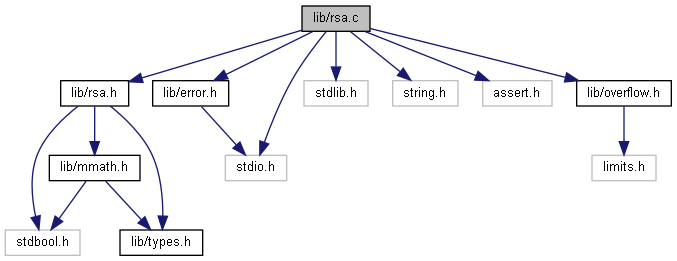 lib/rsa.c
lib/rsa.h
lib/error.h
stdlib.h
string.h
assert.h
lib/overflow.h
lib/mmath.h
stdio.h
limits.h
stdbool.h
lib/types.h